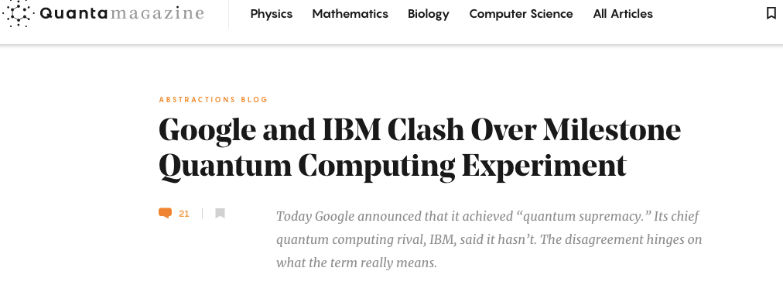 Quantamagazine
Physics Mathematics Biology Computer Science All Articles
ABSTRACTIONS BLOG
Google and IBM Clash Over Milestone
Quantum Computing Experiment
21
Today Google announced that it achieved “quantum supremacy.” Its chief
quantum computing rival, IBM, said it hasn’t. The disagreement hinges on
what the term really means.